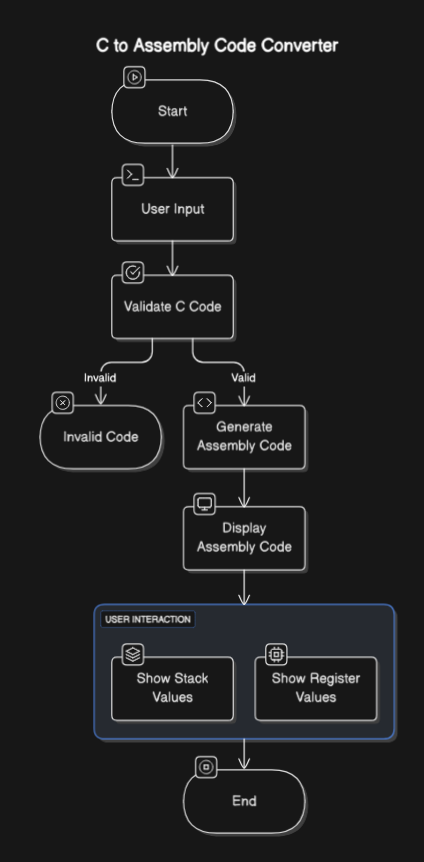 C to Assembly Code Converter
Start
User Input
Validate C Code
Invalid
Valid
Invalid Code
Generate
Assembly Code
Display
Assembly Code
USER INTERACTION
Show Stack
Values
Show Register
Values
End